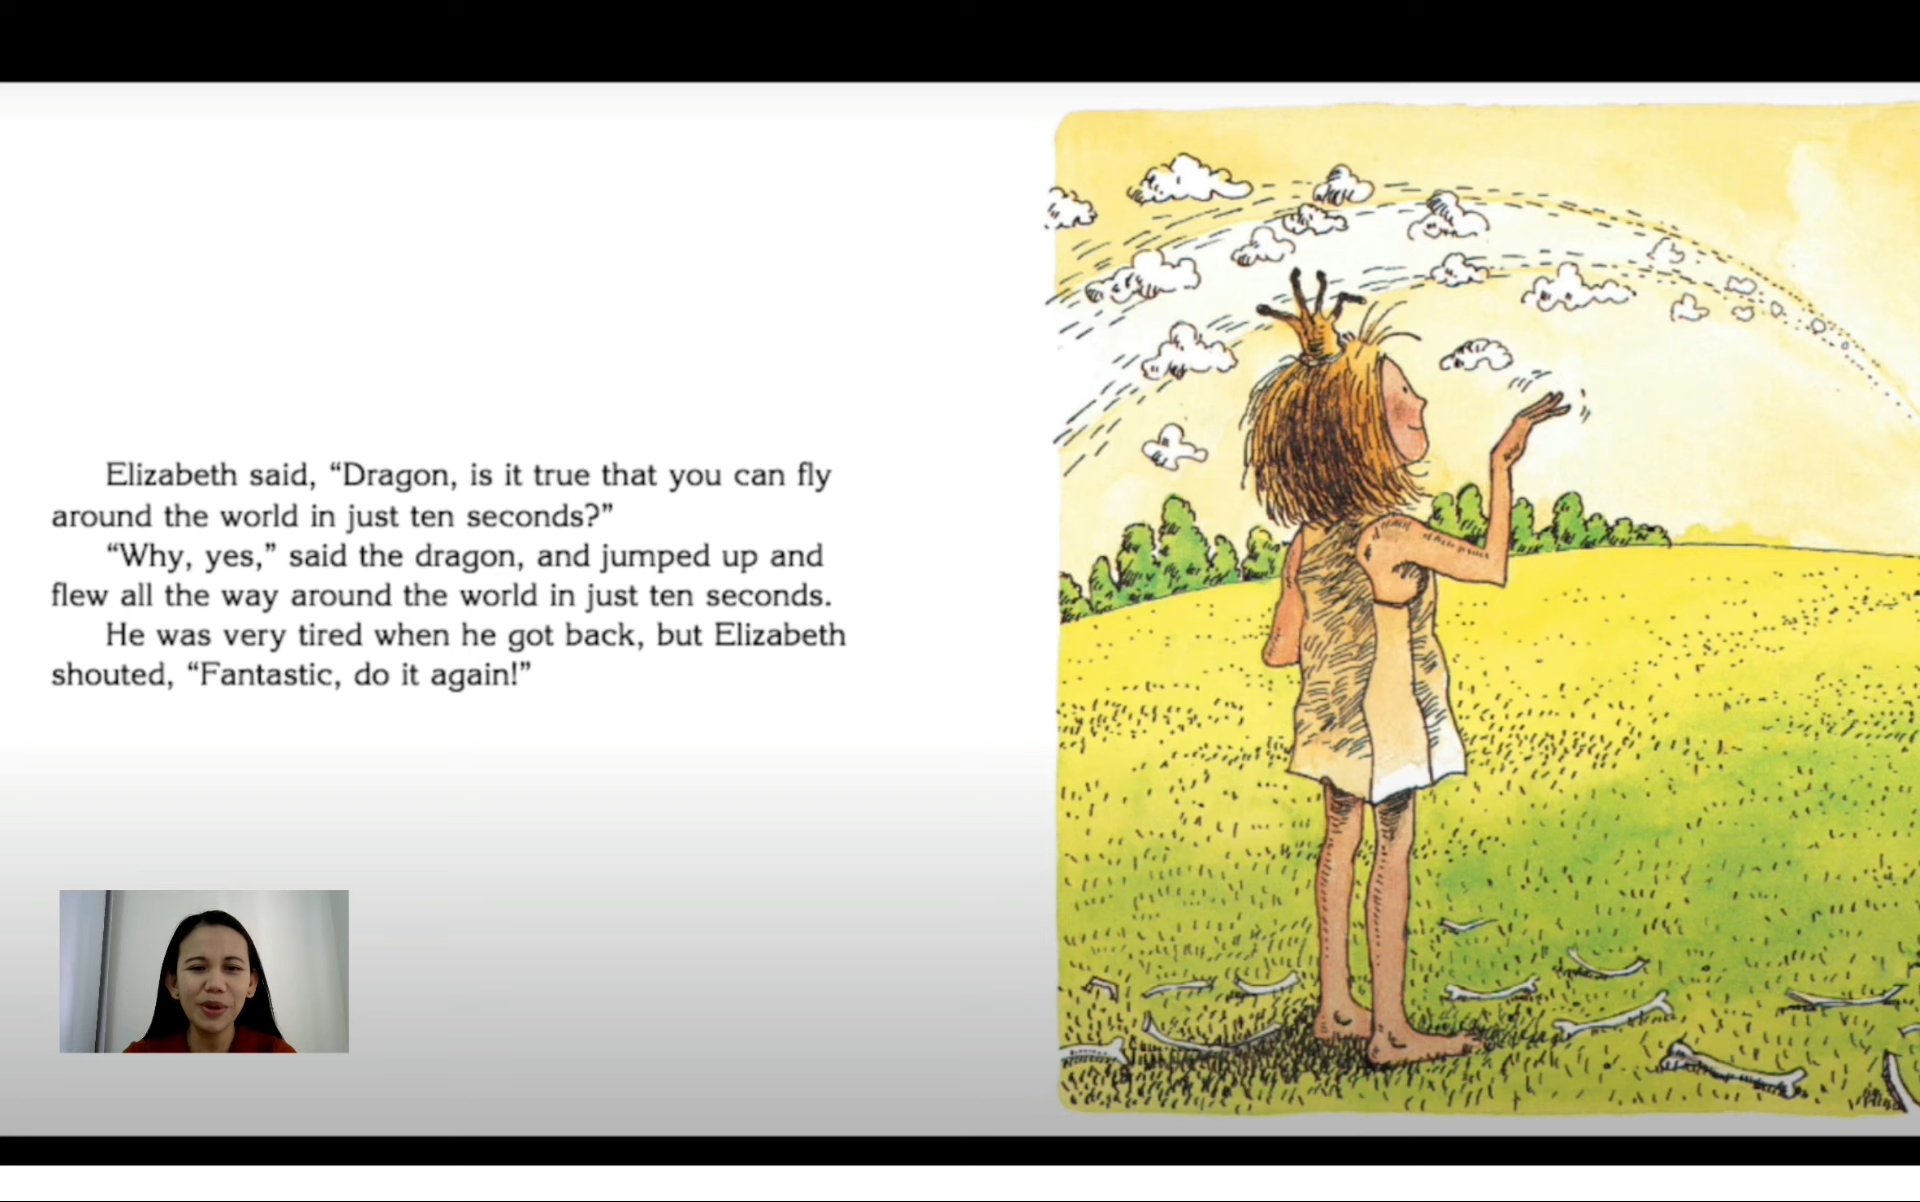 Elizabeth said, “Dragon, is it true that you can fly
around the world in just ten seconds?”
“Why, yes,” said the dragon, and jumped up and
flew all the way around the world in just ten seconds.
He was very tired when he got back, but Elizabeth
shouted, “Fantastic, do it again!”